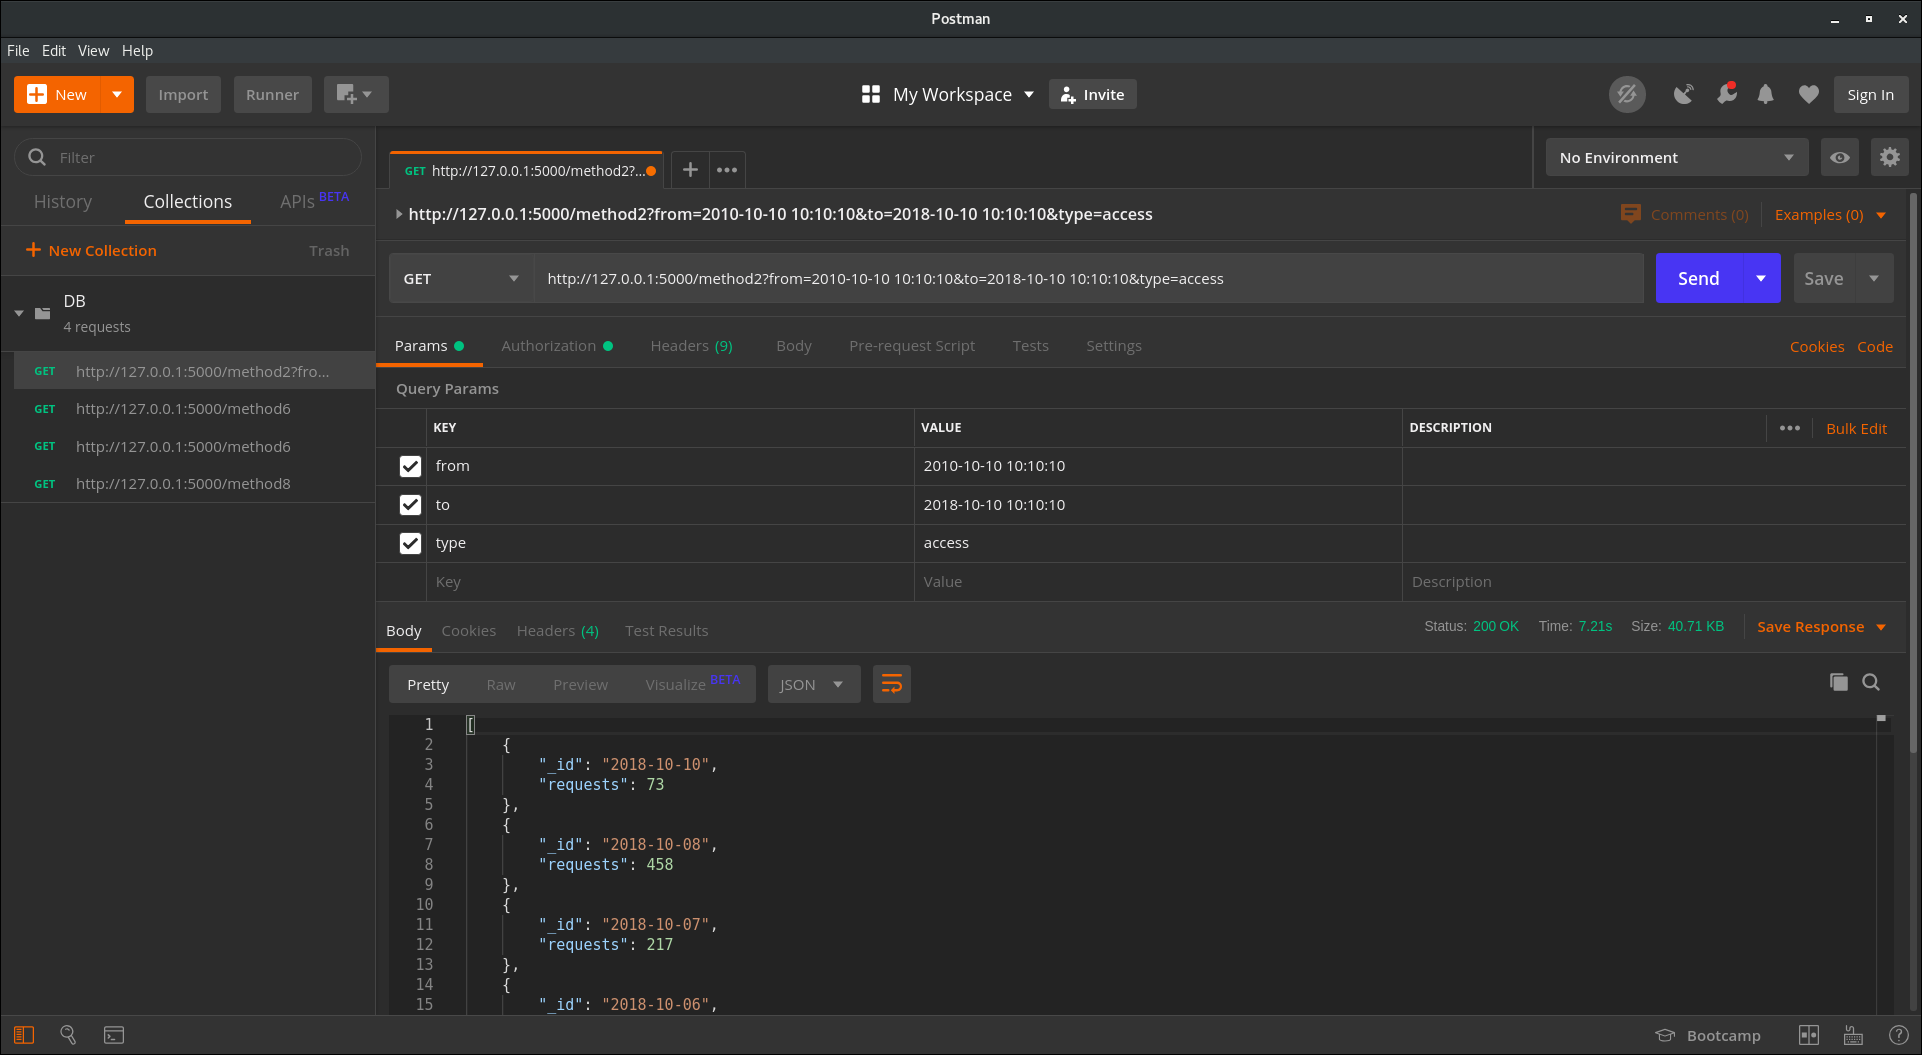 Postman
File Edit View Help
New Import Runner My Workspace Invite Sign In
Filter
History Collections APIs BETA
New Collection Trash
DB
4 requests
GET http://127.0.0.1:5000/method2?fro...
GET http://127.0.0.1:5000/method6
GET http://127.0.0.1:5000/method6
GET http://127.0.0.1:5000/method8
GET http://127.0.0.1:5000/method2?... No Environment
http://127.0.0.1:5000/method2?from=2010-10-10 10:10:10&to=2018-10-10 10:10:10&type=access Comments (0) Examples (0)
GET http://127.0.0.1:5000/method2?from=2010-10-10 10:10:10&to=2018-10-10 10:10:10&type=access Send Save
Params Authorization Headers (9) Body Pre-request Script Tests Settings Cookies Code
Query Params
KEY VALUE DESCRIPTION Bulk Edit
from 2010-10-10 10:10:10
to 2018-10-10 10:10:10
type access
Key Value Description
Body Cookies Headers (4) Test Results Status: 200 OK Time: 7.21s Size: 40.71 KB Save Response
Pretty Raw Preview Visualize BETA JSON
1 [
2 {
3 "_id": "2018-10-10",
4 "requests": 73
5 },
6 {
7 "_id": "2018-10-08",
8 "requests": 458
9 },
10 {
11 "_id": "2018-10-07",
12 "requests": 217
13 },
14 {
15 "_id": "2018-10-06",
Bootcamp